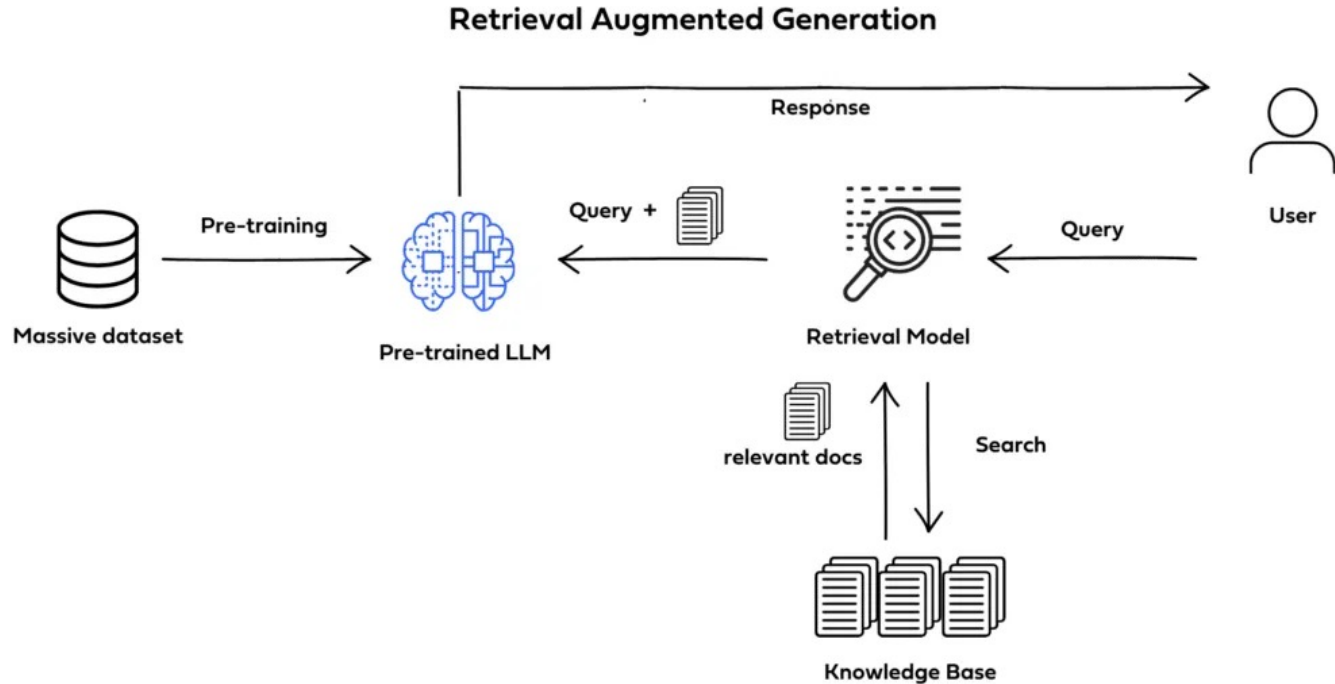 Retrieval Augmented Generation
Response
User
Query
Query +
Pre-training
Massive dataset
Pre-trained LLM
Retrieval Model
relevant docs
Search
Knowledge Base